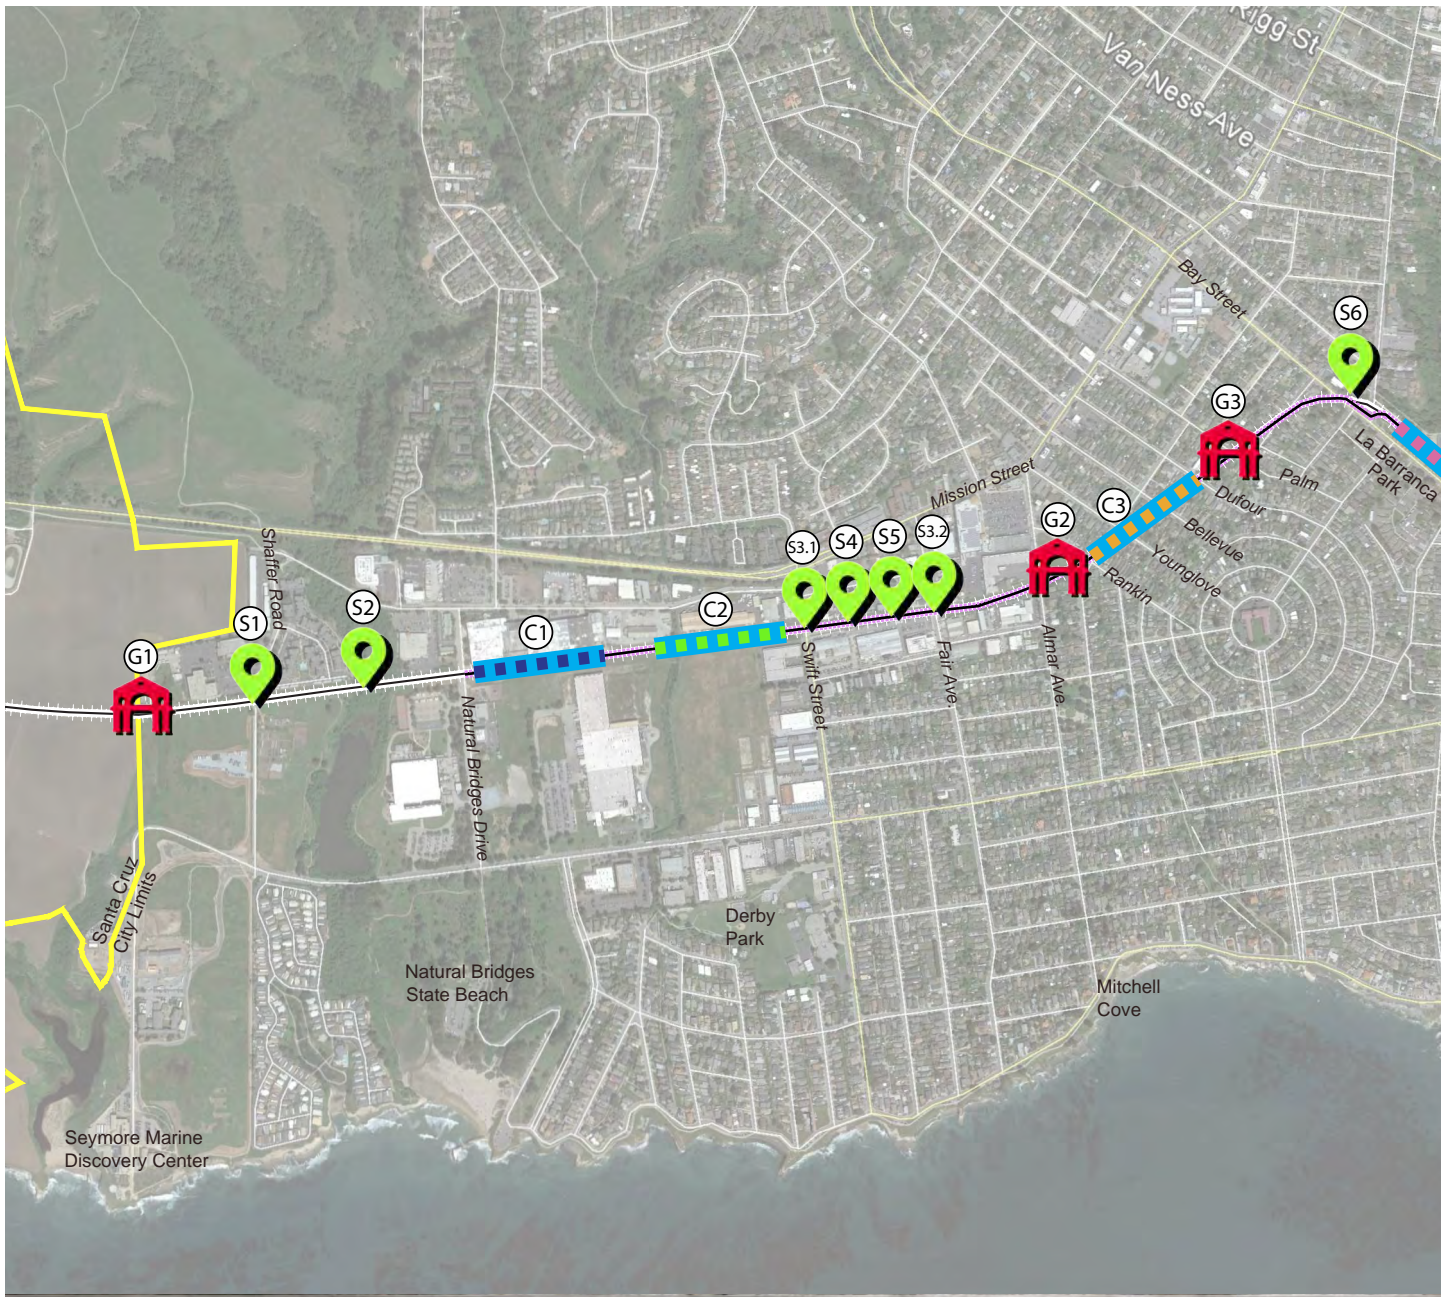 Rigg St
Van Ness Ave
Bay Street
S6
G3
La Barranca
Park
Palm
Dufour
Mission Street
C3
Bellevue
G2
Younglove
Rankin
S3.1
S4
S5
S3.2
Shaffer Road
S2
S1
C1
C2
G1
Swift Street
Fair Ave.
Almar Ave.
Natural Bridges Drive
Santa Cruz
City Limits
Derby
Park
Natural Bridges
State Beach
Mitchell
Cove
Seymore Marine
Discovery Center